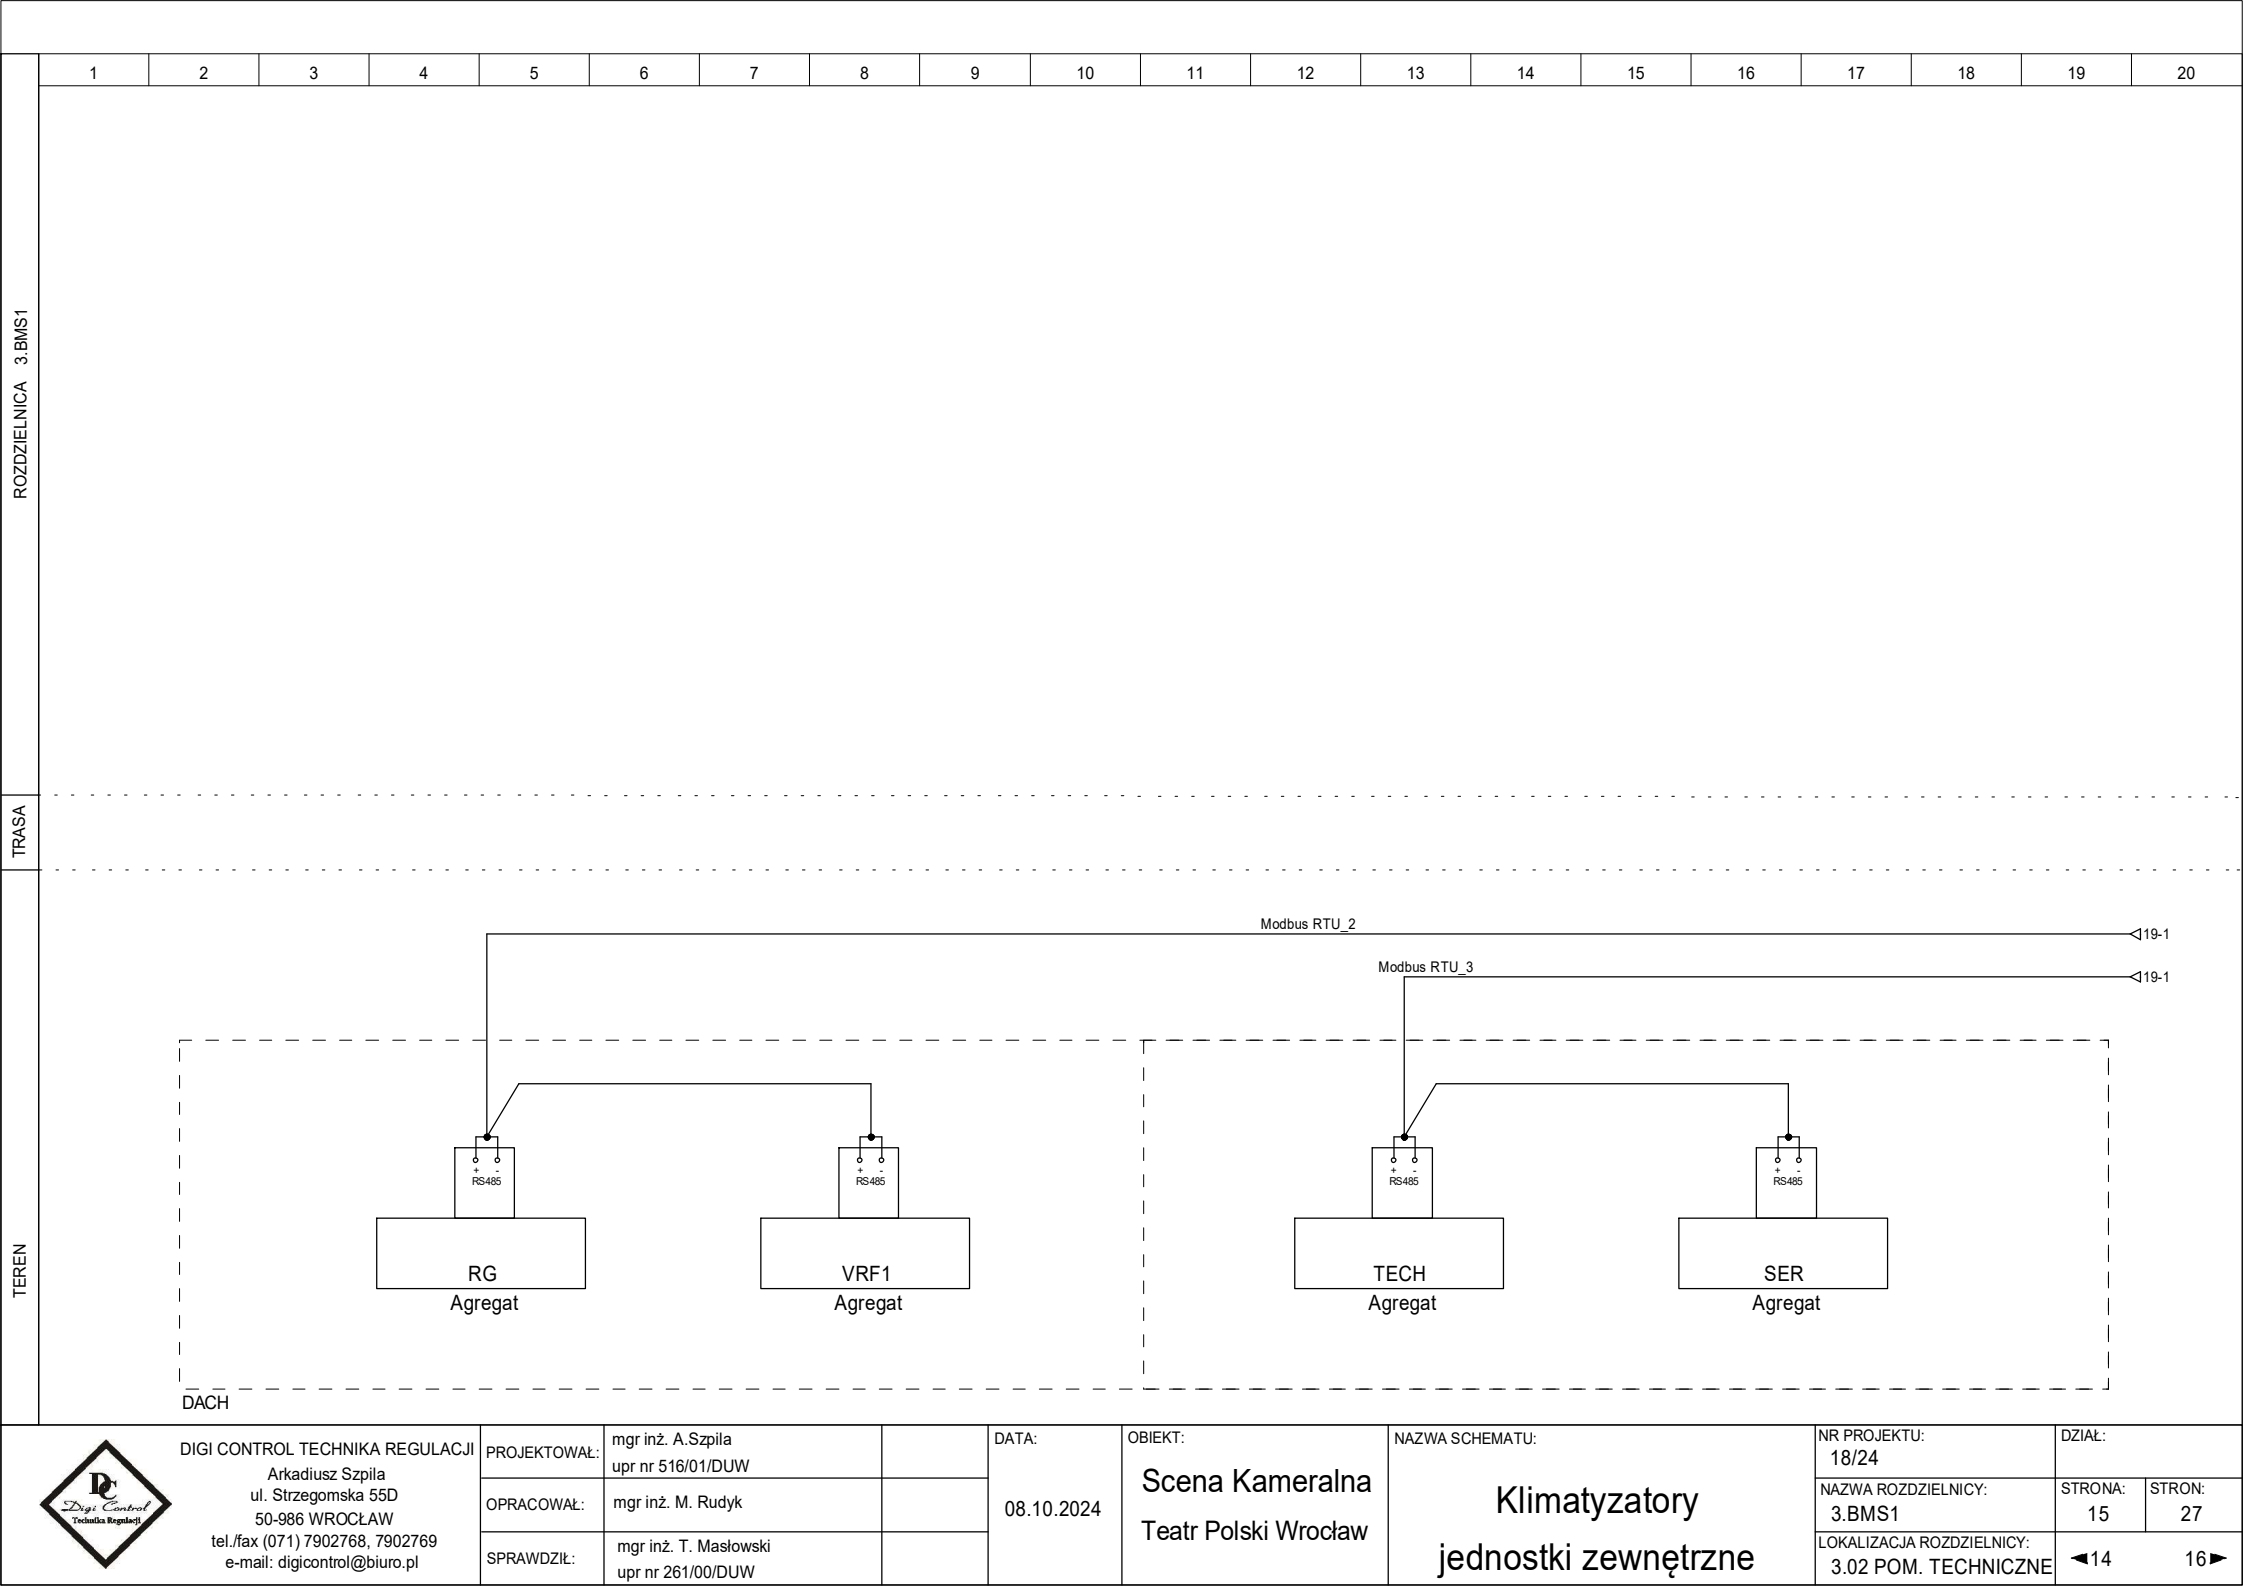 1 2 3 4 5 6 7 8 9 10 11 12 13 14 15 16 17 18 19 20
ROZDZIELNICA 3.BMS1
TRASA
TEREN
Modbus RTU_2
19-1
Modbus RTU_3
19-1
+ - + - + - + -
RS485 RS485 RS485 RS485
RG VRF1 TECH SER
Agregat Agregat Agregat Agregat
DACH
DC
Digi Control
Technika Regulacji
DIGI CONTROL TECHNIKA REGULACJI
Arkadiusz Szpila
ul. Strzegomska 55D
50-986 WROCŁAW
tel./fax (071) 7902768, 7902769
e-mail: digicontrol@biuro.pl
PROJEKTOWAŁ:
mgr inż. A.Szpila
upr nr 516/01/DUW
OPRACOWAŁ:
mgr inż. M. Rudyk
SPRAWDZIŁ:
mgr inż. T. Masłowski
upr nr 261/00/DUW
DATA:
08.10.2024
OBIEKT:
Scena Kameralna
Teatr Polski Wrocław
NAZWA SCHEMATU:
Klimatyzatory
jednostki zewnętrzne
NR PROJEKTU:
18/24
NAZWA ROZDZIELNICY:
3.BMS1
LOKALIZACJA ROZDZIELNICY:
3.02 POM. TECHNICZNE
DZIAŁ:
STRONA:
15
STRON:
27
14
16